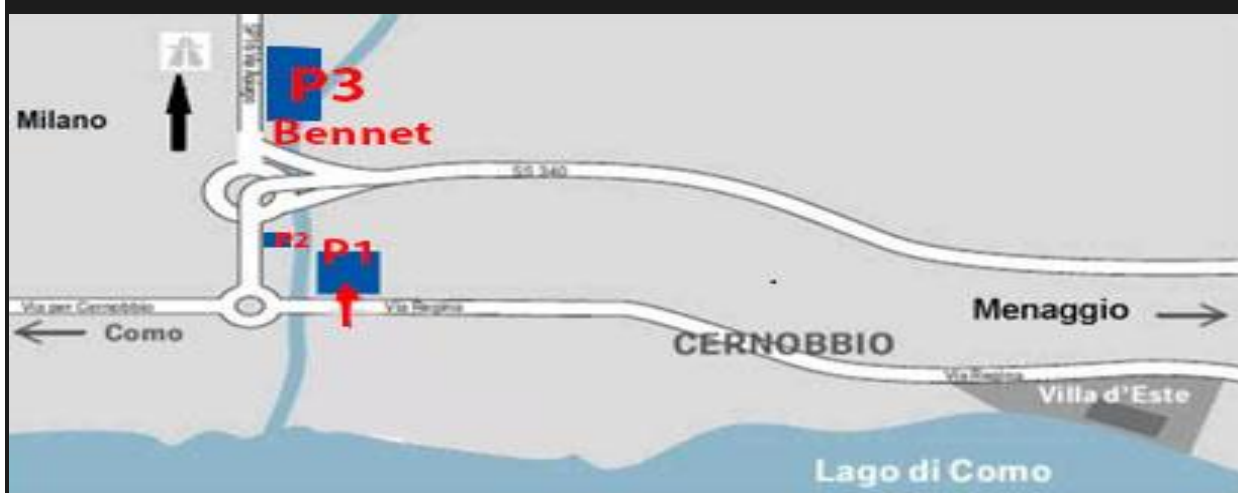 P3
Milano
Bennet
SS 340
P2
P1
Via per Cernobbio
Via Regina
Menaggio
Como
CERNOBBIO
Via Regina
Villa d'Este
Lago di Como